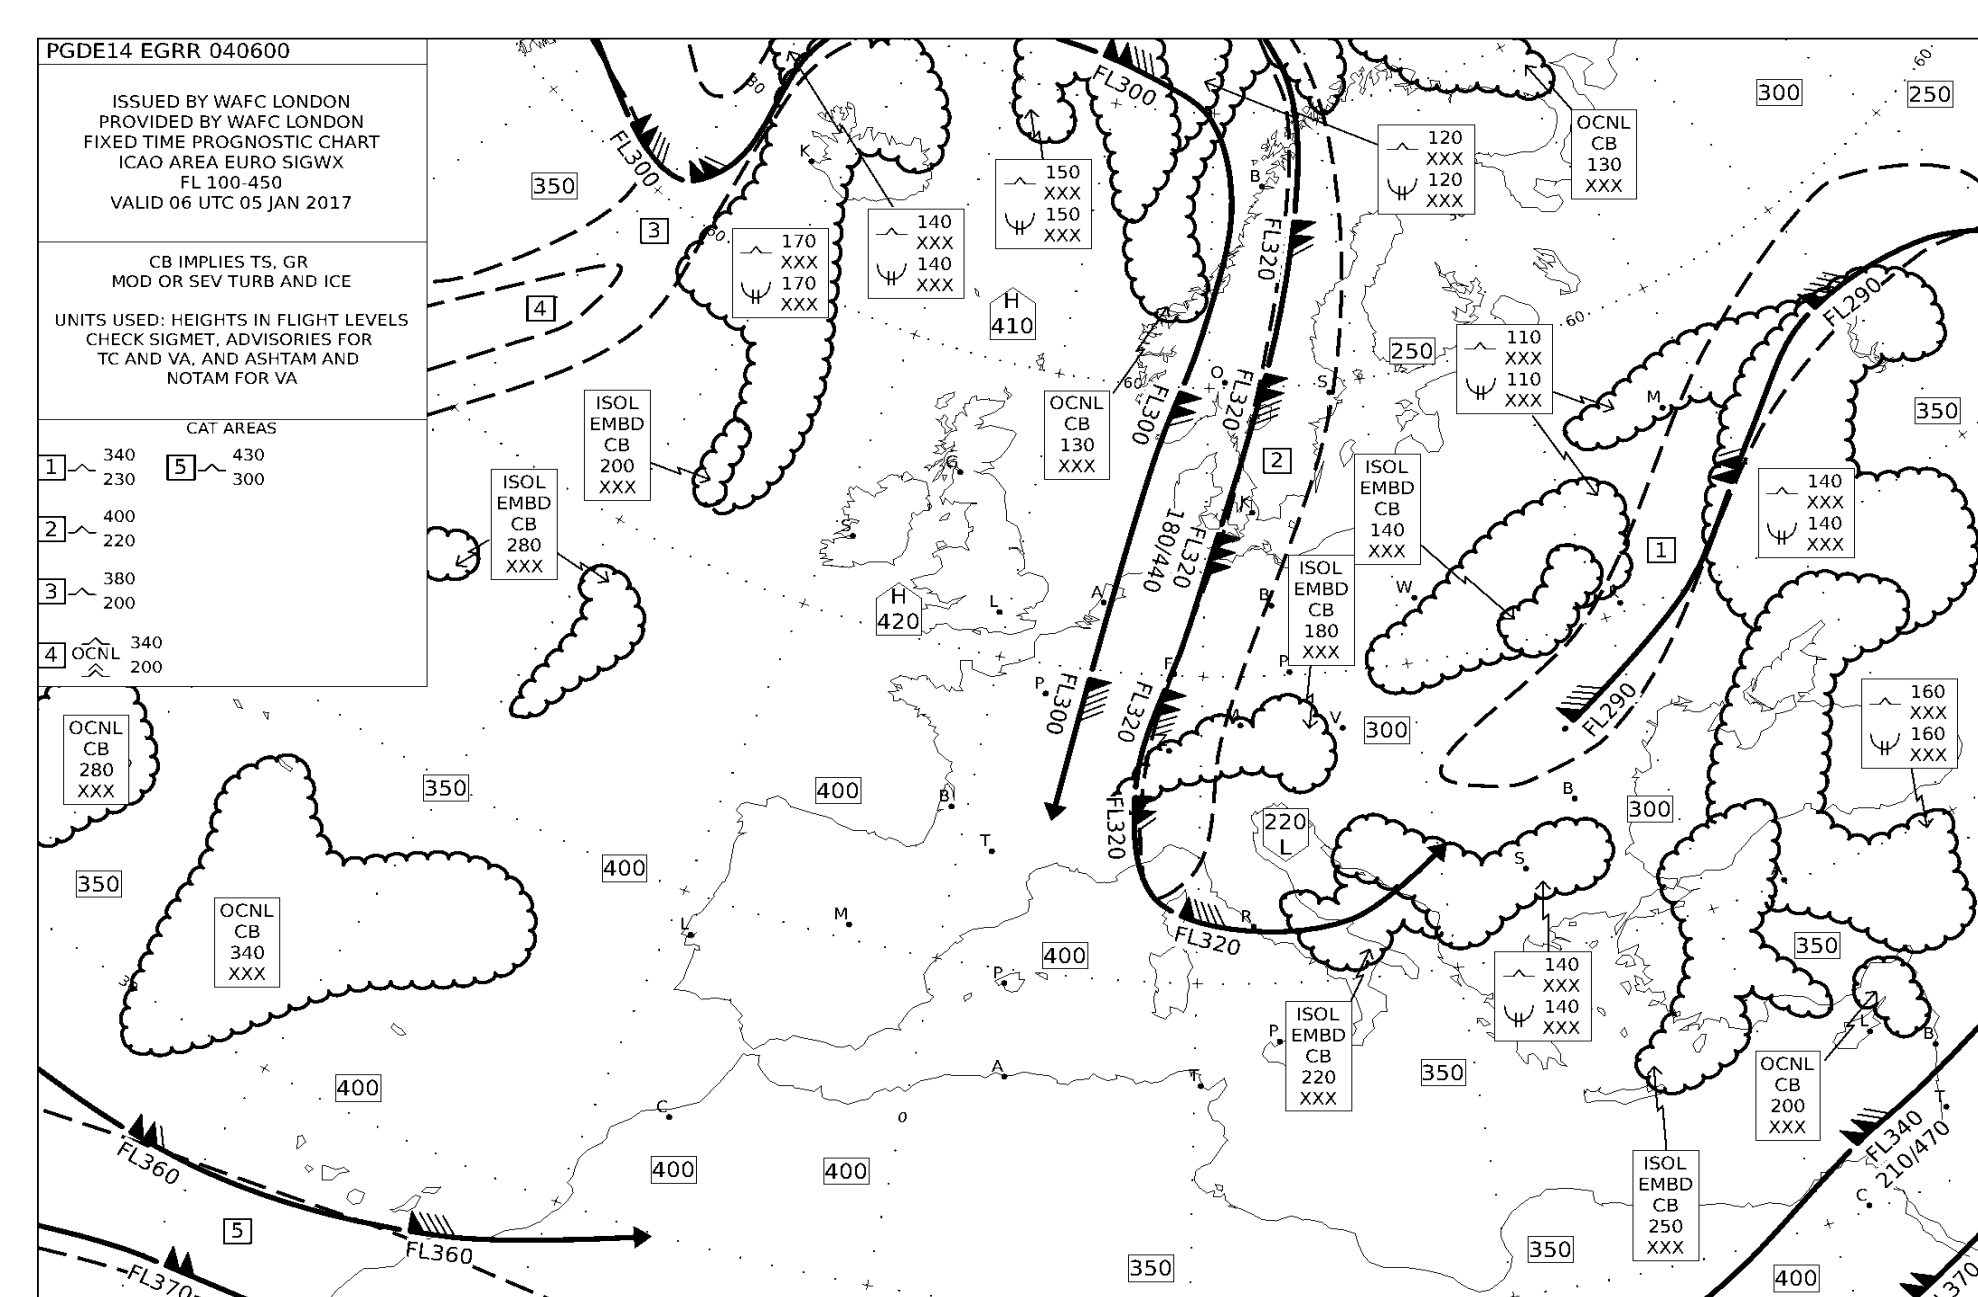 PGDE14 EGRR 040600
ISSUED BY WAFC LONDON
PROVIDED BY WAFC LONDON
FIXED TIME PROGNOSTIC CHART
ICAO AREA EURO SIGWX
FL 100-450
VALID 06 UTC 05 JAN 2017
CB IMPLIES TS, GR
MOD OR SEV TURB AND ICE
UNITS USED: HEIGHTS IN FLIGHT LEVELS
CHECK SIGMET, ADVISORIES FOR
TC AND VA, AND ASHTAM AND
NOTAM FOR VA
CAT AREAS
1 340
230
5 430
300
2 400
220
3 380
200
4 OCNL 340
200
FL300
350
3
4
80
60
K
170
XXX
170
XXX
140
XXX
140
XXX
FL300
150
XXX
150
XXX
H
410
120
XXX
120
XXX
OCNL
CB
130
XXX
300
250
60
B
FL320
250
60
110
XXX
110
XXX
FL290
350
M
ISOL
EMBD
CB
200
XXX
ISOL
EMBD
CB
280
XXX
OCNL
CB
130
XXX
60
O
S
FL300
FL320
2
ISOL
EMBD
CB
140
XXX
140
XXX
140
XXX
1
G
S
K
H
420
L
A
180/440
FL320
B
W
ISOL
EMBD
CB
180
XXX
P
F
P
FL300
FL320
V
300
FL290
160
XXX
160
XXX
OCNL
CB
280
XXX
350
400
B
T
FL320
220
L
B
300
S
350
400
OCNL
CB
340
XXX
L
M
400
P
FL320
R
140
XXX
140
XXX
350
ISOL
EMBD
CB
220
XXX
P
350
L
B
OCNL
CB
200
XXX
T
400
A
T
C
FL340
210/470
FL360
400
400
ISOL
EMBD
CB
250
XXX
C
5
FL360
FL370
350
350
400